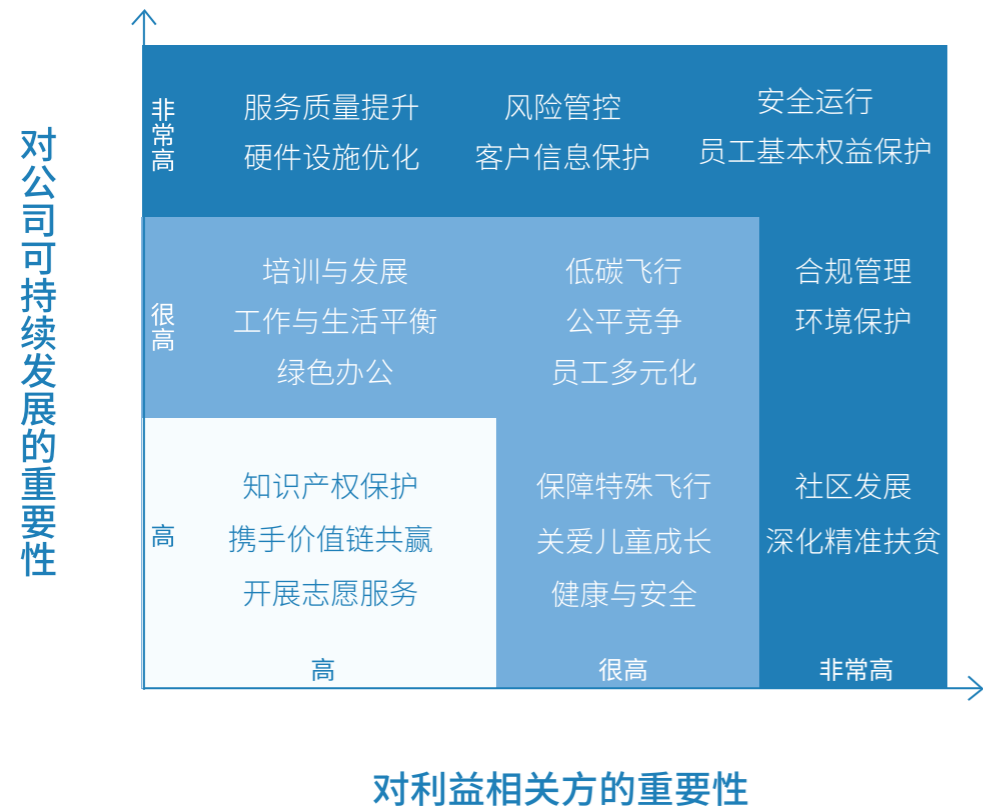 对公司可持续发展的重要性
非常高
服务质量提升
硬件设施优化
风险管控
客户信息保护
安全运行
员工基本权益保护
很高
培训与发展
工作与生活平衡
绿色办公
低碳飞行
公平竞争
员工多元化
合规管理
环境保护
高
知识产权保护
携手价值链共赢
开展志愿服务
保障特殊飞行
关爱儿童成长
健康与安全
社区发展
深化精准扶贫
高
很高
非常高
对利益相关方的重要性